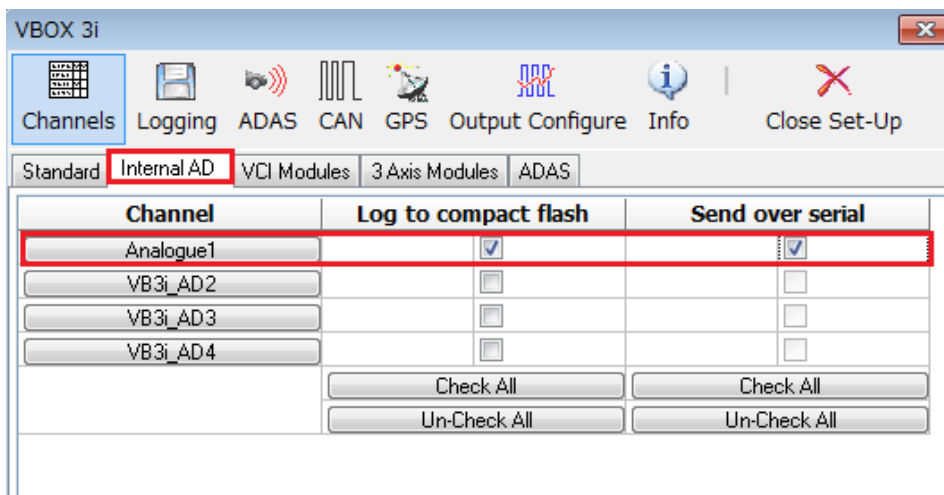 VBOX 3i
Channels Logging ADAS CAN GPS Output Configure Info Close Set-Up
Standard Internal AD VCI Modules 3 Axis Modules ADAS
Channel Log to compact flash Send over serial
Analogue1
VB3i_AD2
VB3i_AD3
VB3i_AD4
Check All Check All
Un-Check All Un-Check All